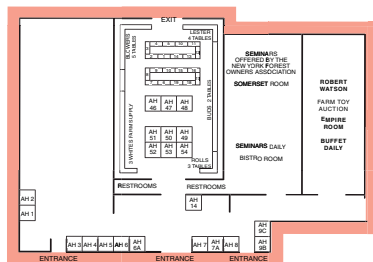 EXIT
LESTER
4 TABLES
BLEWERS
5 TABLES
AH 46
AH 47
AH 48
BUDS 2 TABLES
3 WHITES FARM SUPPLY
AH 51
AH 50
AH 49
AH 52
AH 53
AH 54
ROLLS
3 TABLES
SEMINARS
OFFERED BY THE
NEW YORK FOREST
OWNERS ASSOCIATION
SOMERSET ROOM
SEMINARS DAILY
BISTRO ROOM
ROBERT
WATSON
FARM TOY
AUCTION
EMPIRE
ROOM
BUFFET
DAILY
RESTROOMS
RESTROOMS
AH 2
AH 1
AH 14
AH 3
AH 4
AH 5
AH 6
AH 6A
AH 7
AH 7A
AH 8
AH 9C
AH 9B
ENTRANCE
ENTRANCE
ENTRANCE